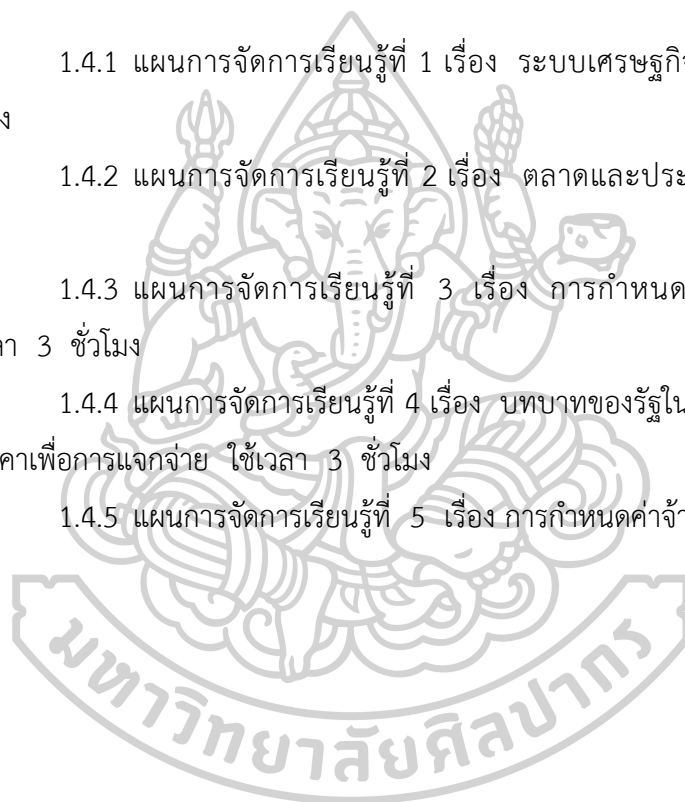 1.4.1 แผนการจัดการเรียนรู้ที่ 1 เรื่อง ระบบเศรษฐกิจ
ง
1.4.2 แผนการจัดการเรียนรู้ที่ 2 เรื่อง ตลาดและประ
1.4.3 แผนการจัดการเรียนรู้ที่ 3 เรื่อง การกำหนด
ลา 3 ชั่วโมง
1.4.4 แผนการจัดการเรียนรู้ที่ 4 เรื่อง บทบาทของรัฐใน
คาเพื่อการแจกจ่าย ใช้เวลา 3 ชั่วโมง
1.4.5 แผนการจัดการเรียนรู้ที่ 5 เรื่อง การกำหนดค่าจ้า
มหาวิทยาลัยศิลปากร